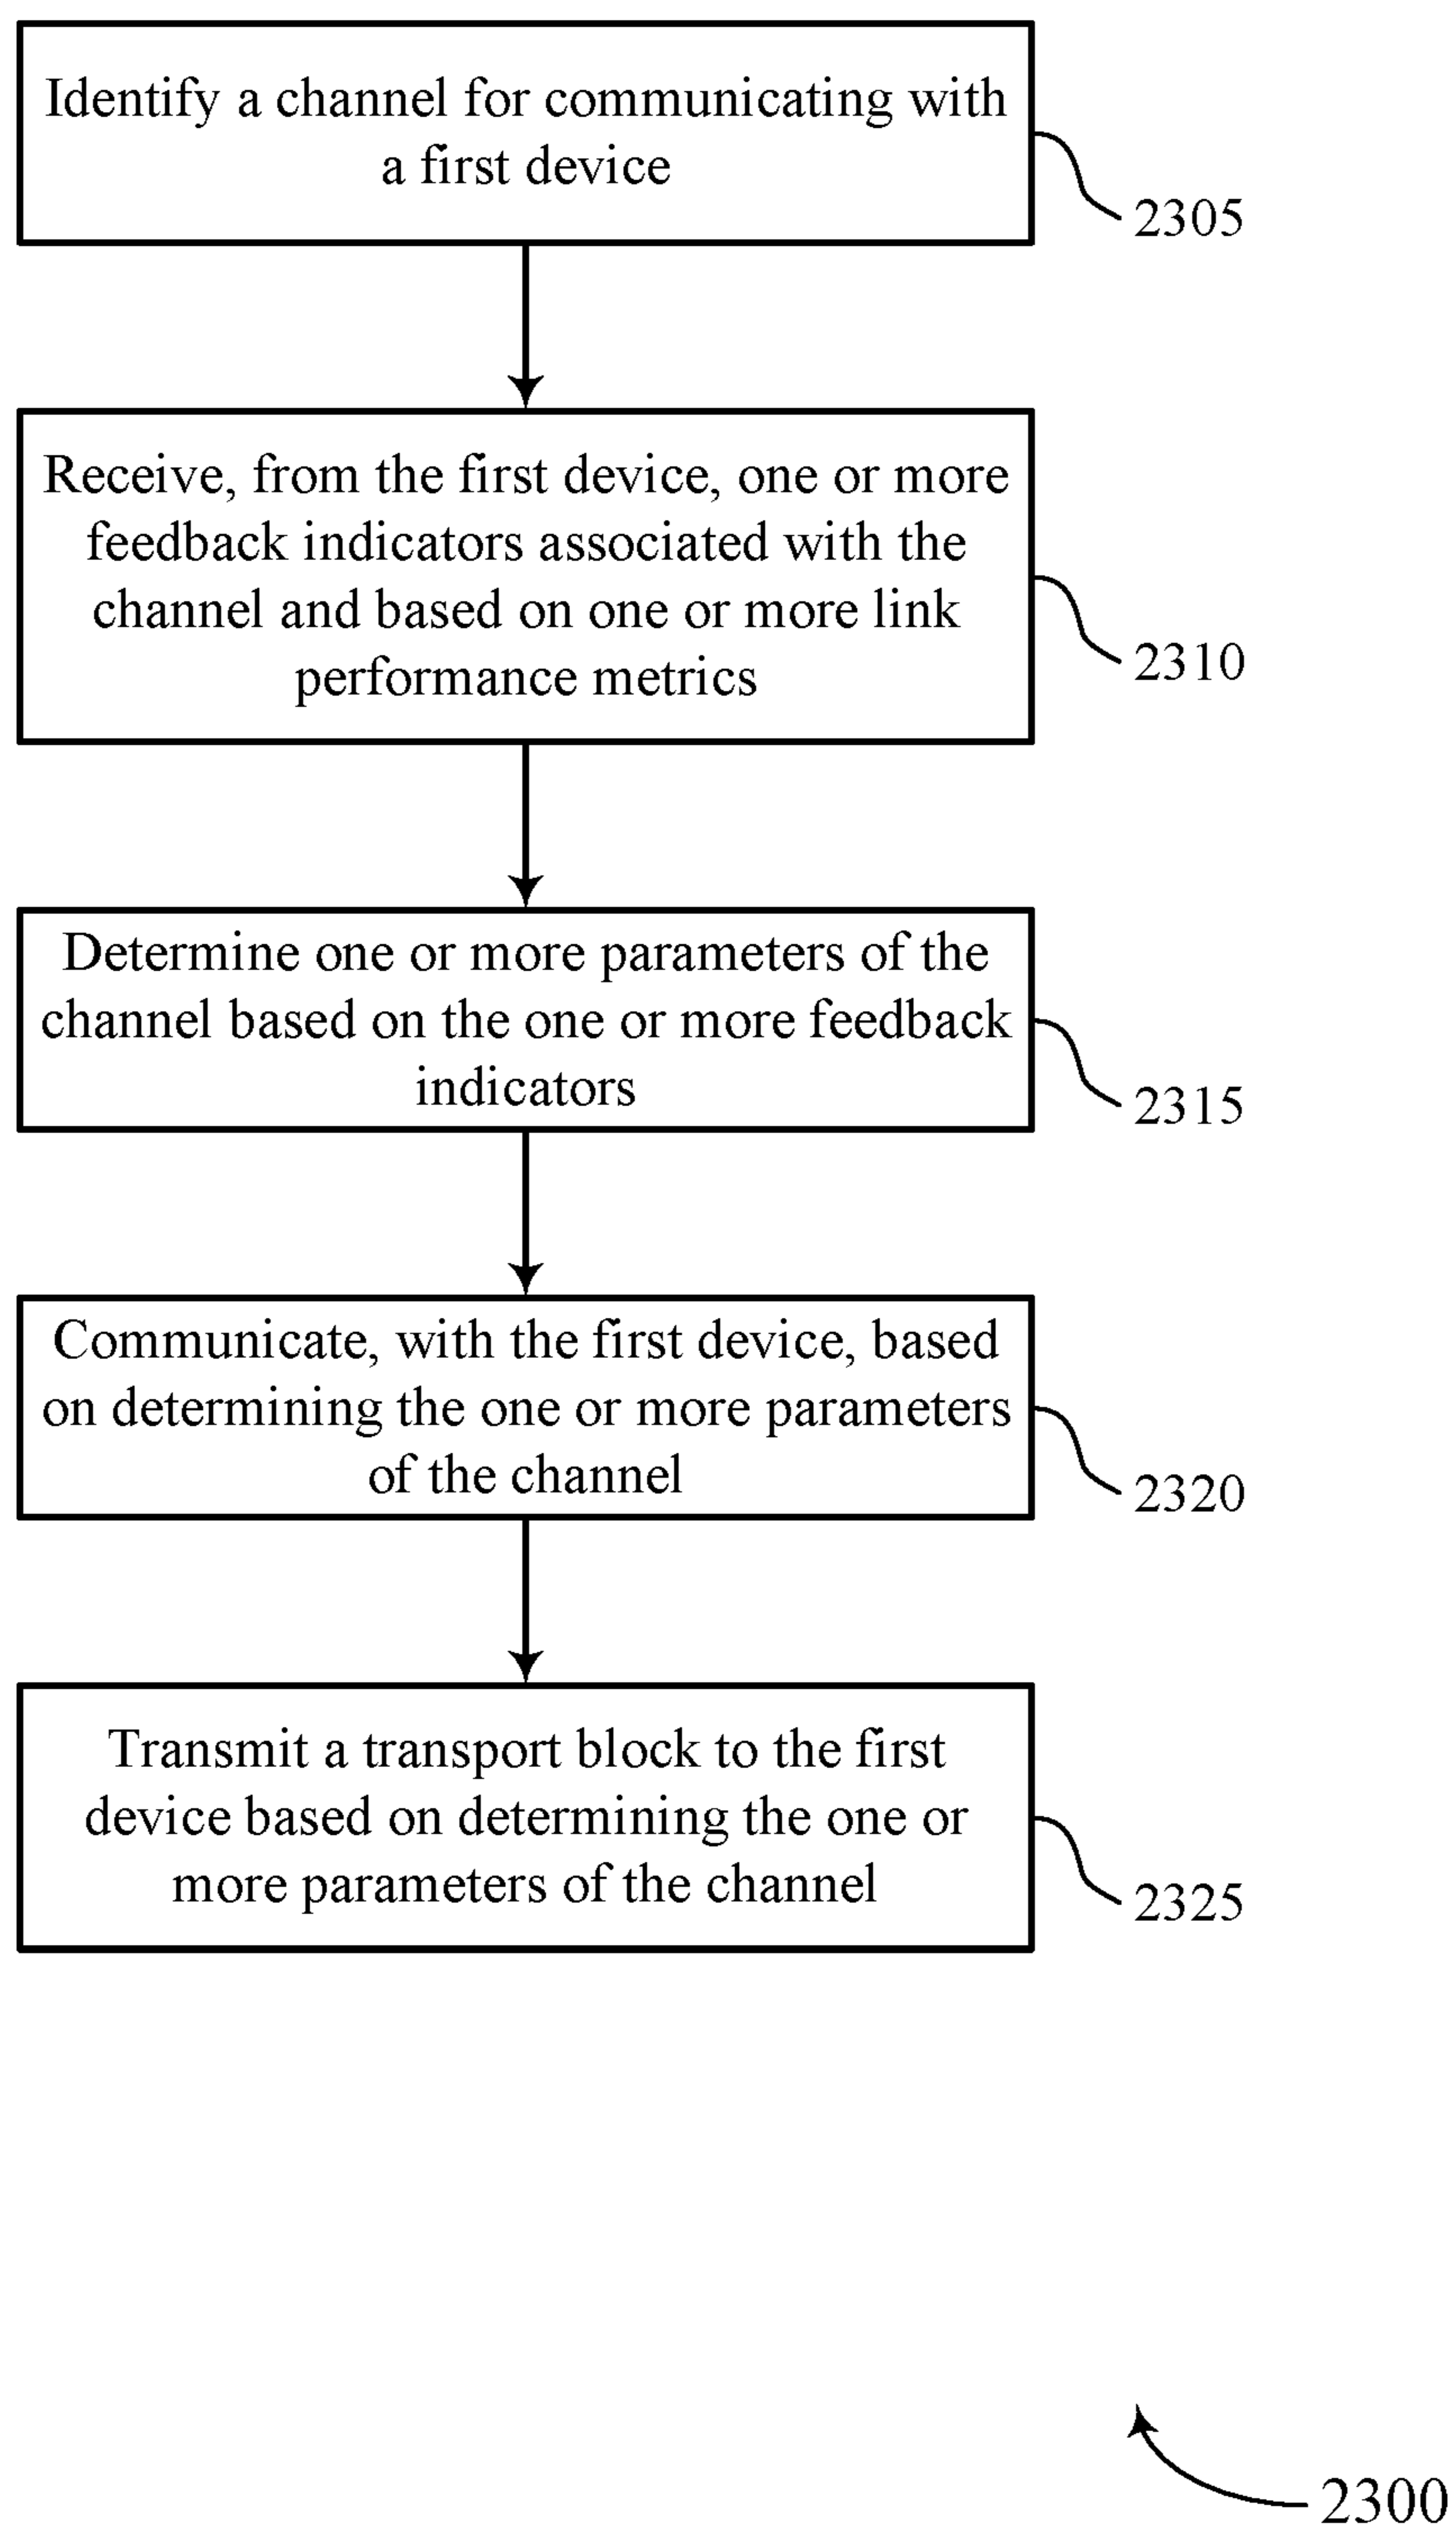 Identify a channel for communicating with
a first device
2305
Receive, from the first device, one or more
feedback indicators associated with the
channel and based on one or more link
performance metrics
2310
Determine one or more parameters of the
channel based on the one or more feedback
indicators
2315
Communicate, with the first device, based
on determining the one or more parameters
of the channel
2320
Transmit a transport block to the first
device based on determining the one or
more parameters of the channel
2325
2300